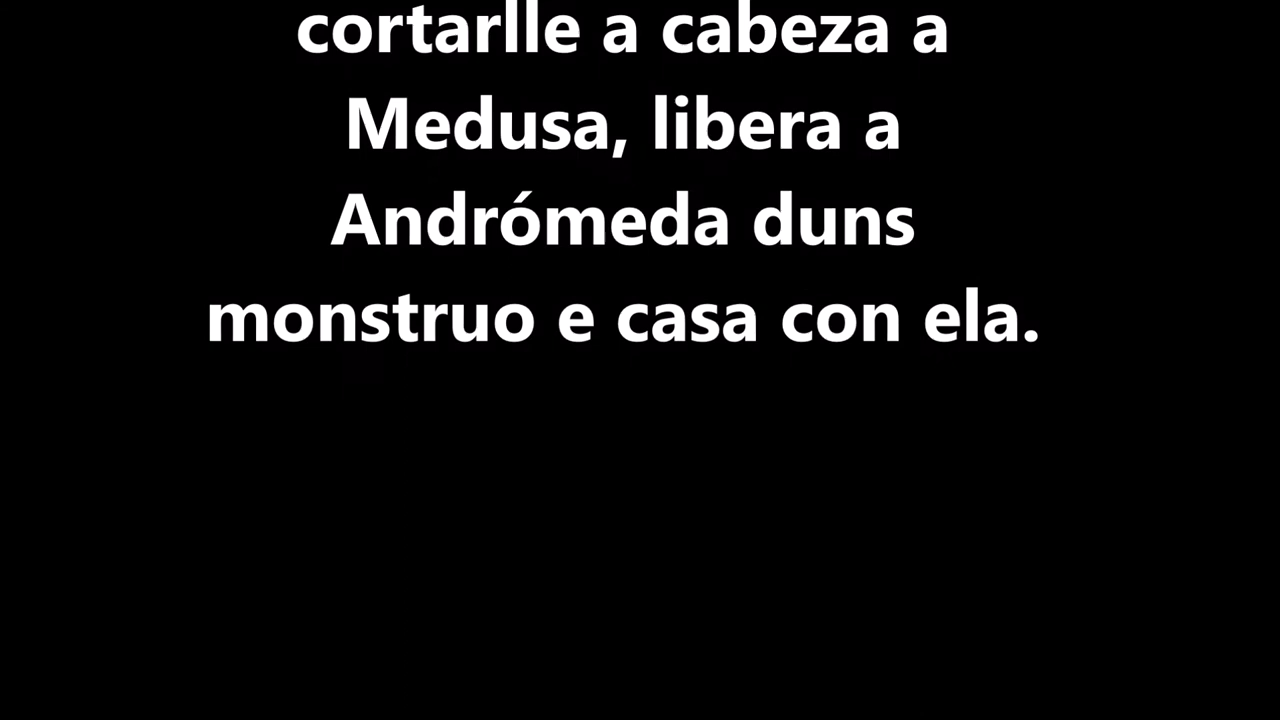 cortarlle a cabeza a
Medusa, libera a
Andrómeda duns
monstruo e casa con ela.